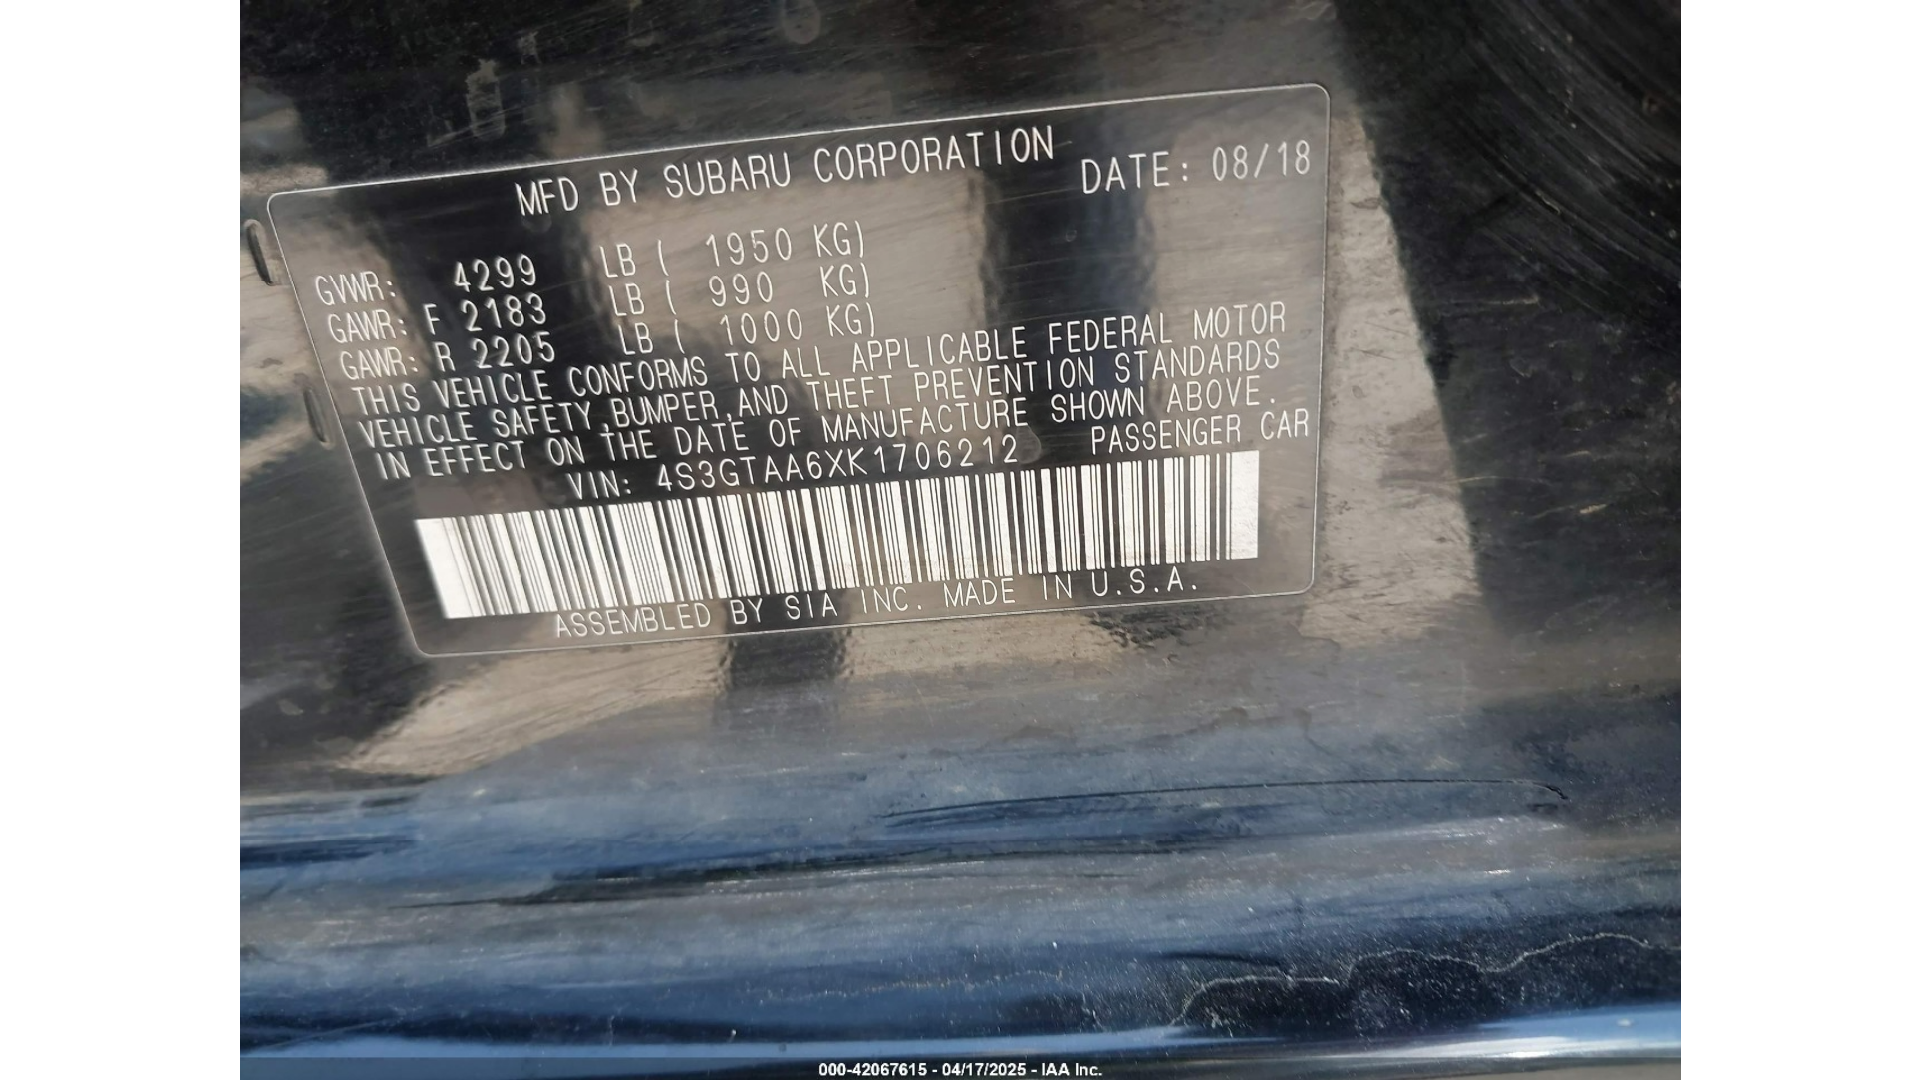 MFD BY SUBARU CORPORATION DATE: 08/18
GVWR: 4299 LB ( 1950 KG)
GAWR: F 2183 LB ( 990 KG)
GAWR: R 2205 LB ( 1000 KG)
THIS VEHICLE CONFORMS TO ALL APPLICABLE FEDERAL MOTOR
VEHICLE SAFETY,BUMPER,AND THEFT PREVENTION STANDARDS
IN EFFECT ON THE DATE OF MANUFACTURE SHOWN ABOVE.
VIN: 4S3GTAA6XK1706212 PASSENGER CAR
ASSEMBLED BY SIA INC. MADE IN U.S.A.
000-42067615 - 04/17/2025 - IAA Inc.